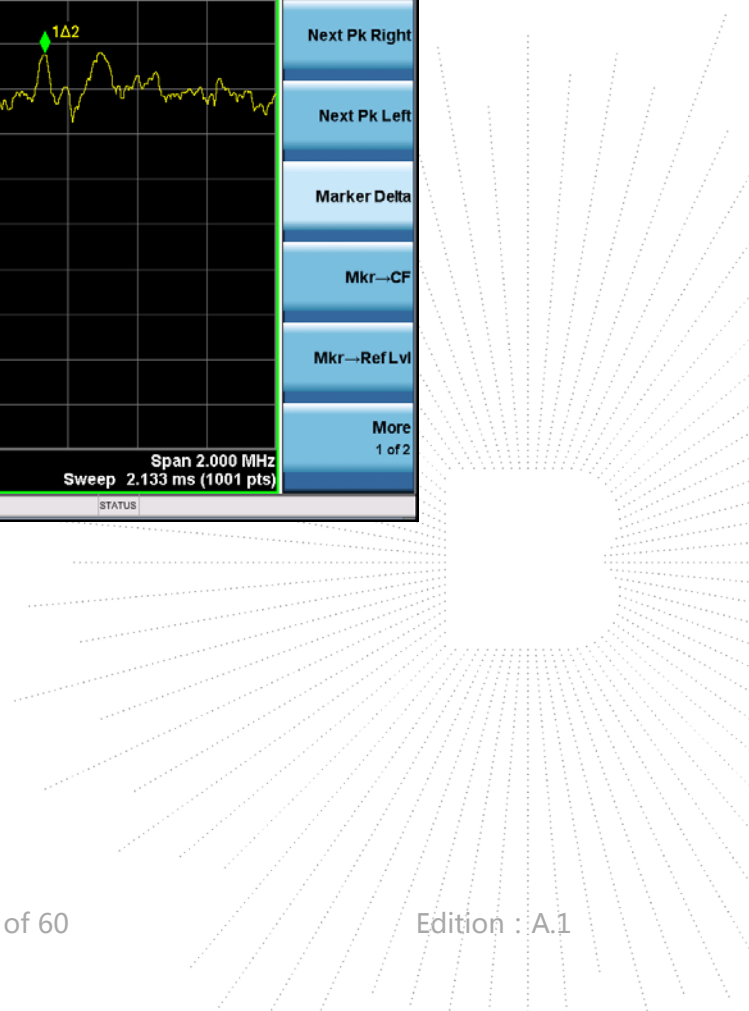 1Δ2
Next Pk Right
Next Pk Left
Marker Delta
Mkr→CF
Mkr→Ref Lvl
More
1 of 2
Span 2.000 MHz
Sweep 2.133 ms (1001 pts)
STATUS
of 60 Edition : A.1